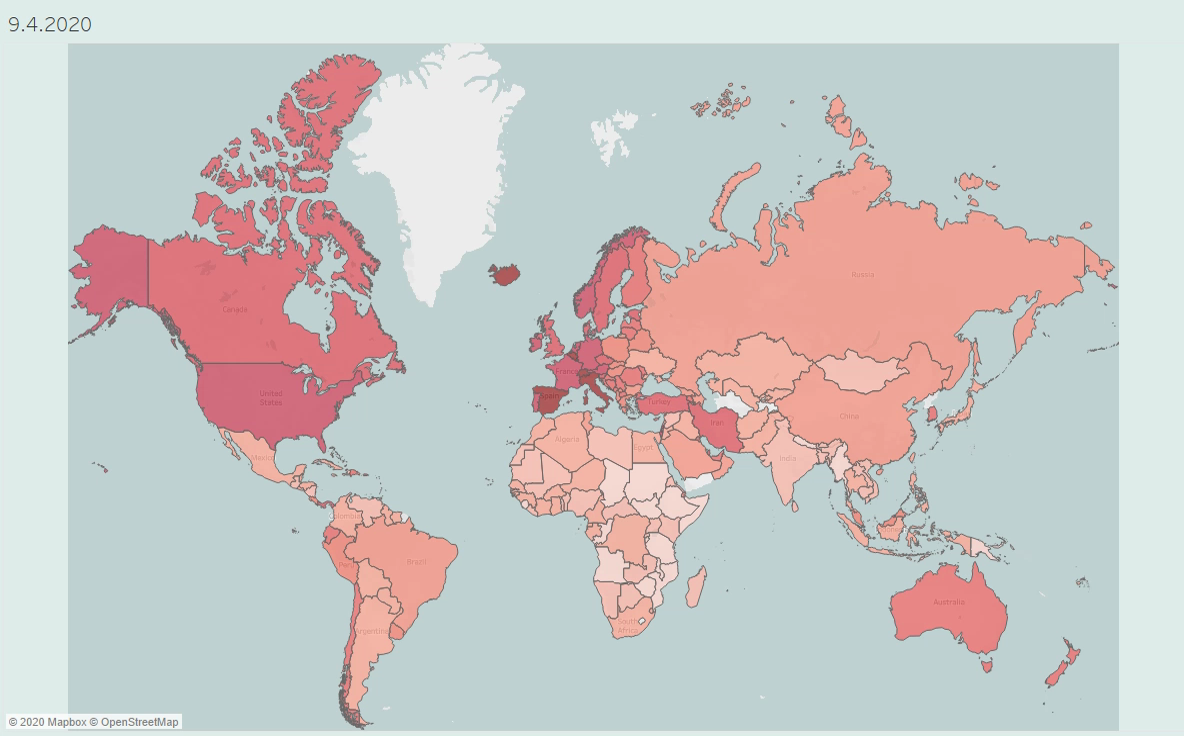 9.4.2020
Russia
Canada
France
United
States
Spain
Turkey
Iran
China
Algeria
Egypt
Mexico
India
Colombia
Peru
Brazil
Australia
South
Africa
Argentina
© 2020 Mapbox © OpenStreetMap